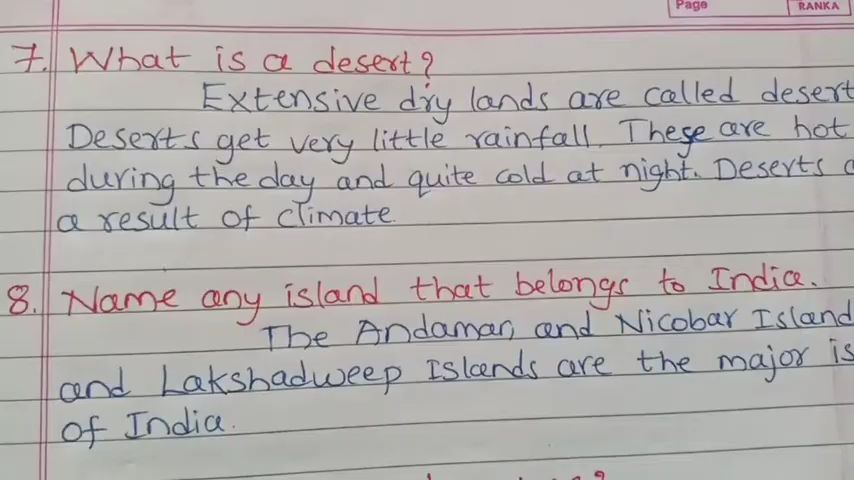 Page
RANKA
7. What is a desert?
Extensive dry lands are called desert
Deserts get very little rainfall. These are hot
during the day and quite cold at night. Deserts a
a result of climate.
8. Name any island that belongs to India.
The Andaman and Nicobar Island
and Lakshadweep Islands are the major is
of India.